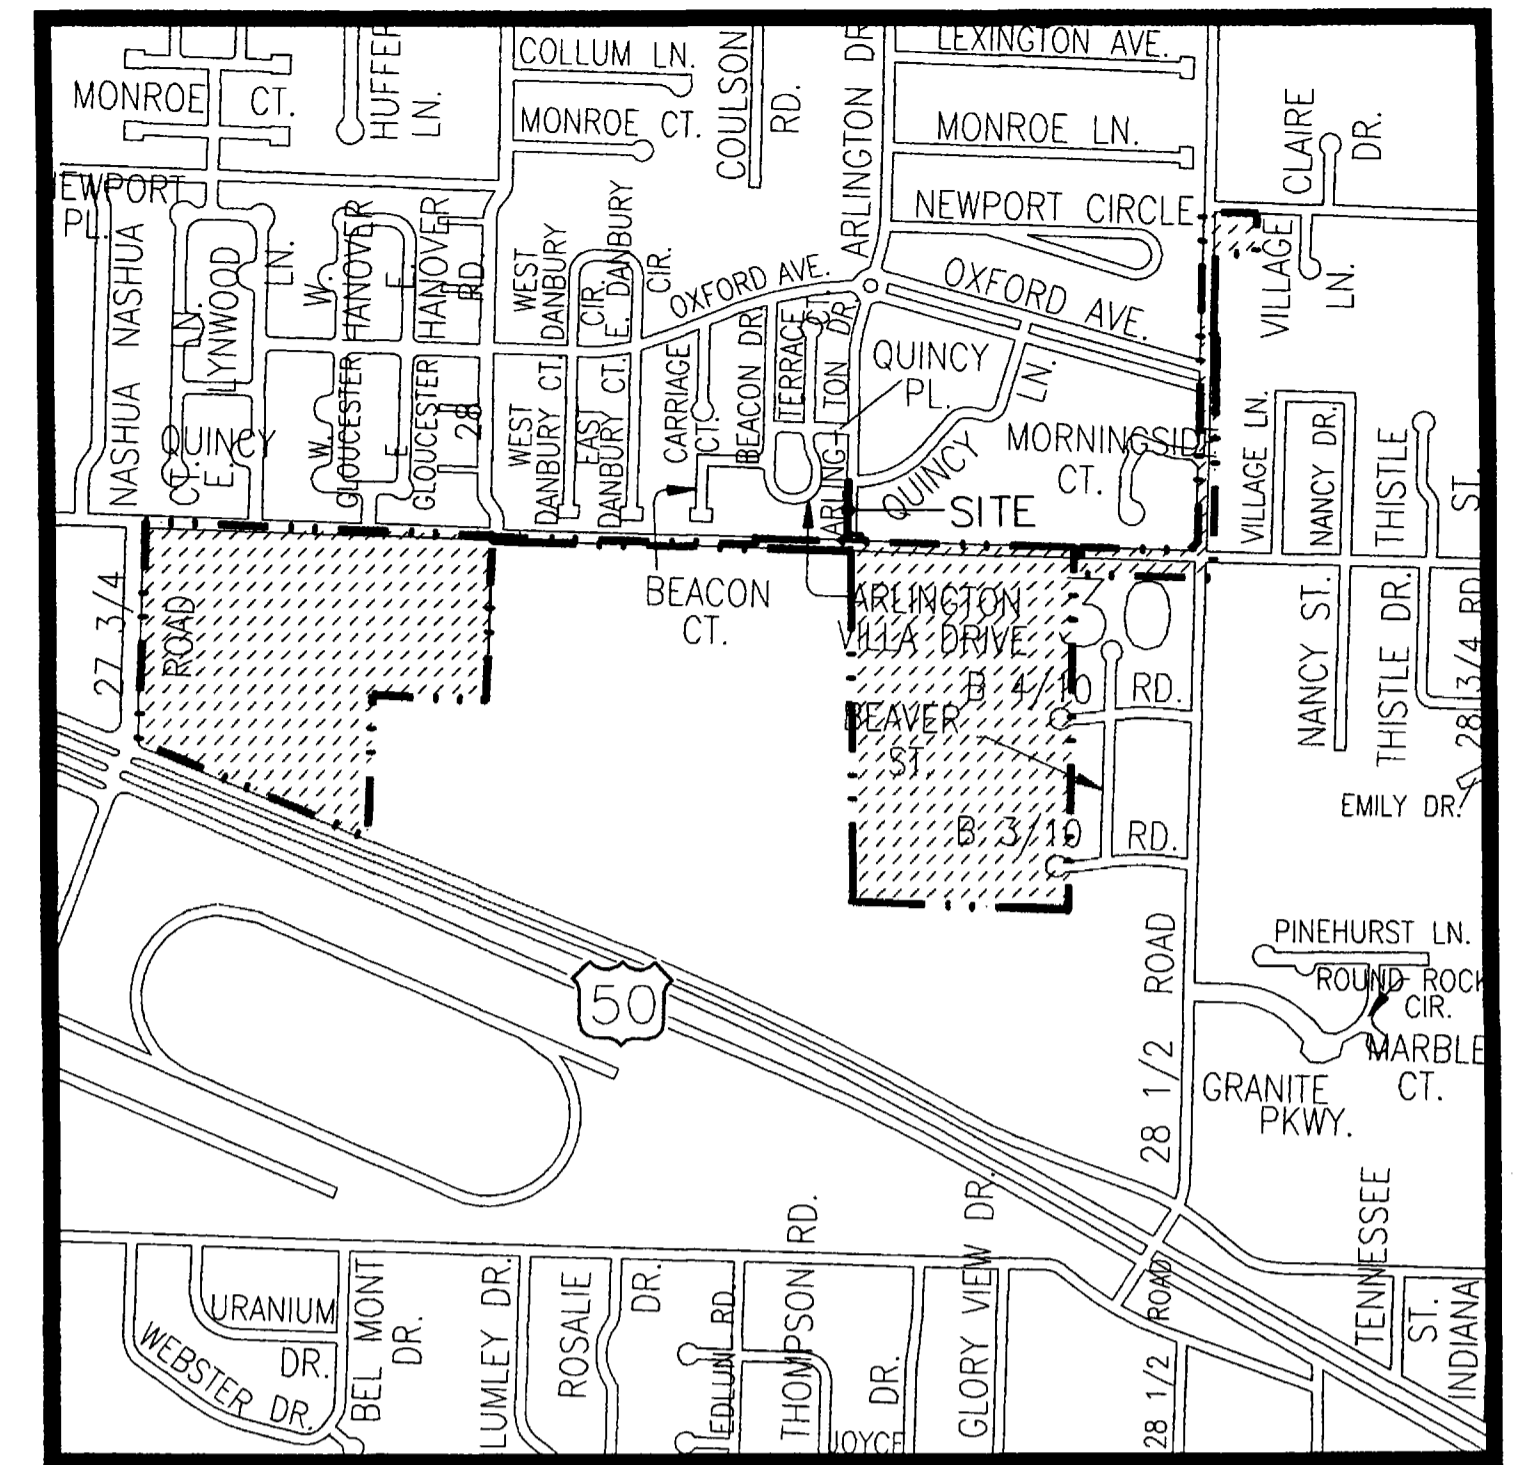 COLLUM LN.
LEXINGTON AVE.
MONROE CT.
HUFFER
LN.
MONROE CT.
COULSON
RD.
ARLINGTON DR
MONROE LN.
CLAIRE
DR.
EWPORT
PL.
NEWPORT CIRCLE
NASHUA
NASHUA
LYNWOOD
LN.
LN.
W.
HANOVER
E.
HANOVER
RD
WEST
DANBURY
CIR.
E. DANBURY
CIR.
OXFORD AVE.
OXFORD AVE.
VILLAGE
LN.
QUINCY
CT.
E.
W.
GLOUCESTER
E
GLOUCESTER
28
WEST
DANBURY CT.
EAST
DANBURY CT.
CARRIAGE
CT.
BEACON DR.
TERRACE
CT.
ARLINGTON DR.
QUINCY
PL.
QUINCY
LN.
MORNINGSIDE
CT.
VILLAGE LN.
NANCY DR.
THISTLE
ST.
SITE
27 3/4
ROAD
BEACON
CT.
ARLINGTON
VILLA DRIVE
30
B 4/10 RD.
BEAVER
ST.
B 3/10 RD.
NANCY ST.
THISTLE DR.
28 3/4 RD
EMILY DR.
50
28 1/2 ROAD
PINEHURST LN.
ROUND ROCK
CIR.
MARBLE
CT.
GRANITE
PKWY.
URANIUM
DR.
WEBSTER DR.
BEL MONT
DR.
LUMLEY DR.
ROSALIE
DR.
EDLUN RD.
THOMPSON RD.
JOYCE
DR.
GLORY VIEW DR.
28 1/2 ROAD
TENNESSEE
ST.
INDIANA